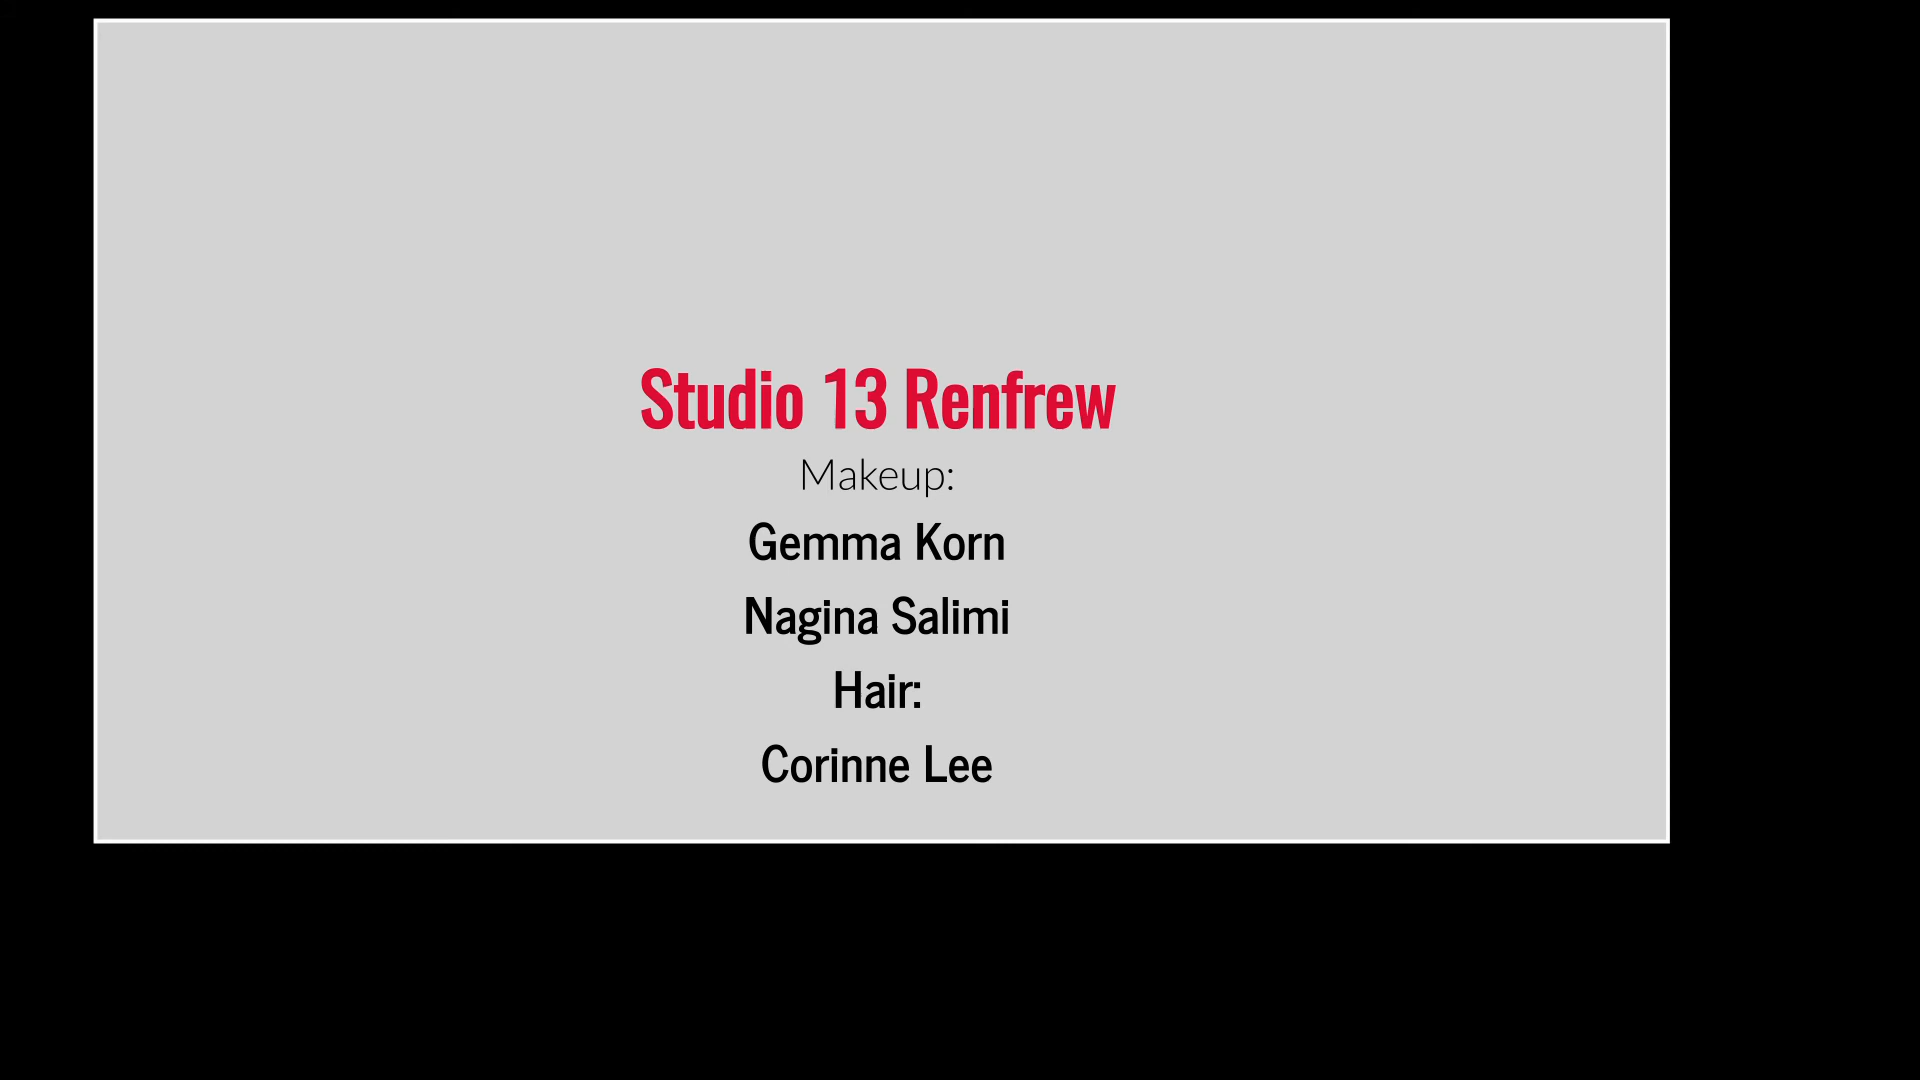 Studio 13 Renfrew
Makeup:
Gemma Korn
Nagina Salimi
Hair:
Corinne Lee